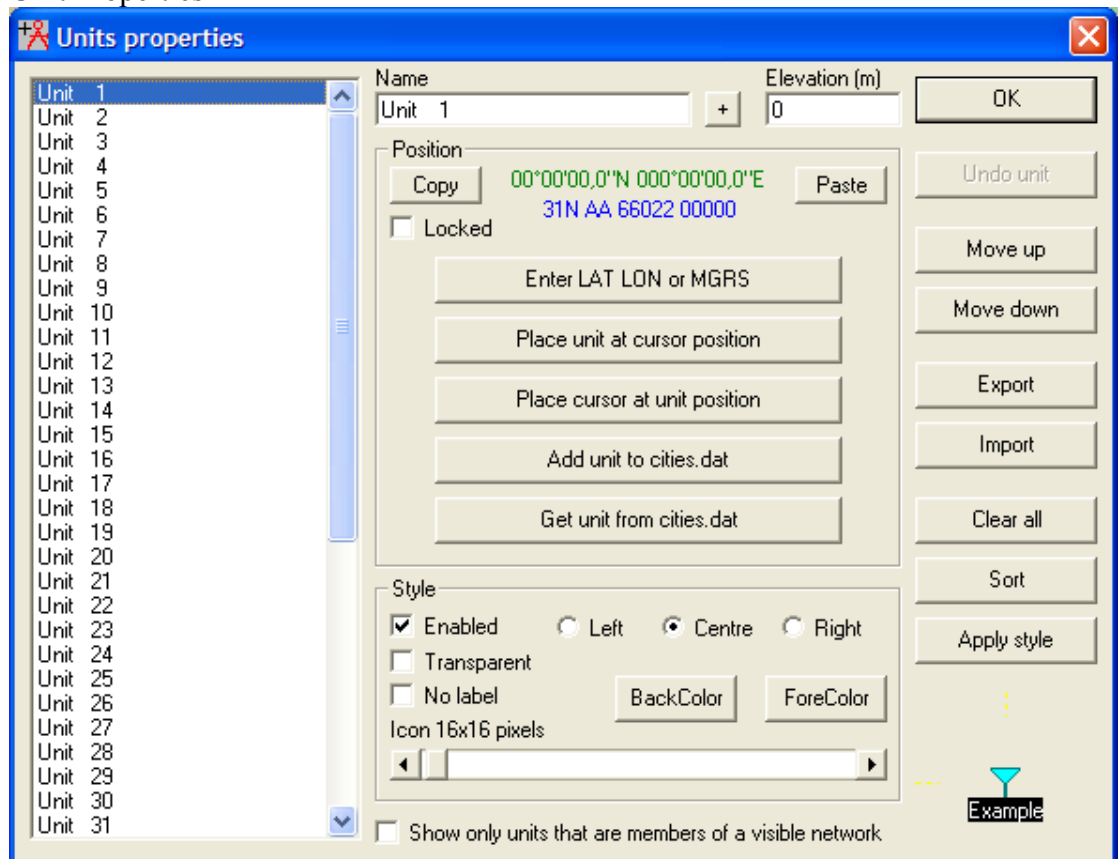 Units properties
Unit 1
Unit 2
Unit 3
Unit 4
Unit 5
Unit 6
Unit 7
Unit 8
Unit 9
Unit 10
Unit 11
Unit 12
Unit 13
Unit 14
Unit 15
Unit 16
Unit 17
Unit 18
Unit 19
Unit 20
Unit 21
Unit 22
Unit 23
Unit 24
Unit 25
Unit 26
Unit 27
Unit 28
Unit 29
Unit 30
Unit 31
Name
Elevation (m)
Unit 1
+
0
Position
Copy
00°00'00,0"N 000°00'00,0"E
Paste
31N AA 66022 00000
Locked
Enter LAT LON or MGRS
Place unit at cursor position
Place cursor at unit position
Add unit to cities.dat
Get unit from cities.dat
Style
Enabled
Left
Centre
Right
Transparent
No label
BackColor
ForeColor
Icon 16x16 pixels
Show only units that are members of a visible network
OK
Undo unit
Move up
Move down
Export
Import
Clear all
Sort
Apply style
Example